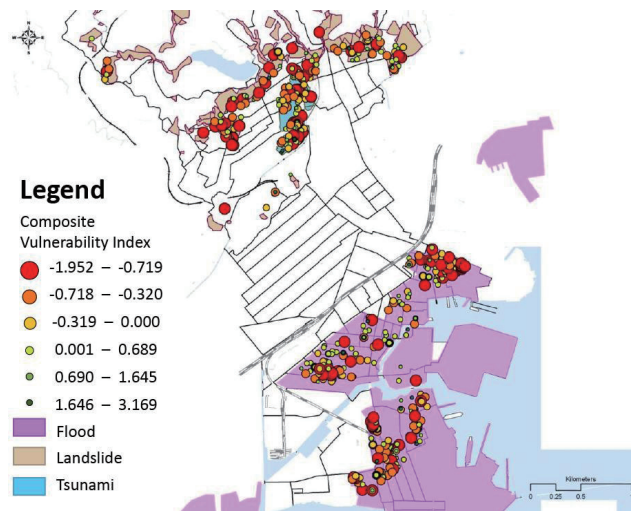 N
Legend
Composite
Vulnerability Index
-1.952 – -0.719
-0.718 – -0.320
-0.319 – 0.000
0.001 – 0.689
0.690 – 1.645
1.646 – 3.169
Flood
Landslide
Tsunami
Kilometers
0 0.25 0.5